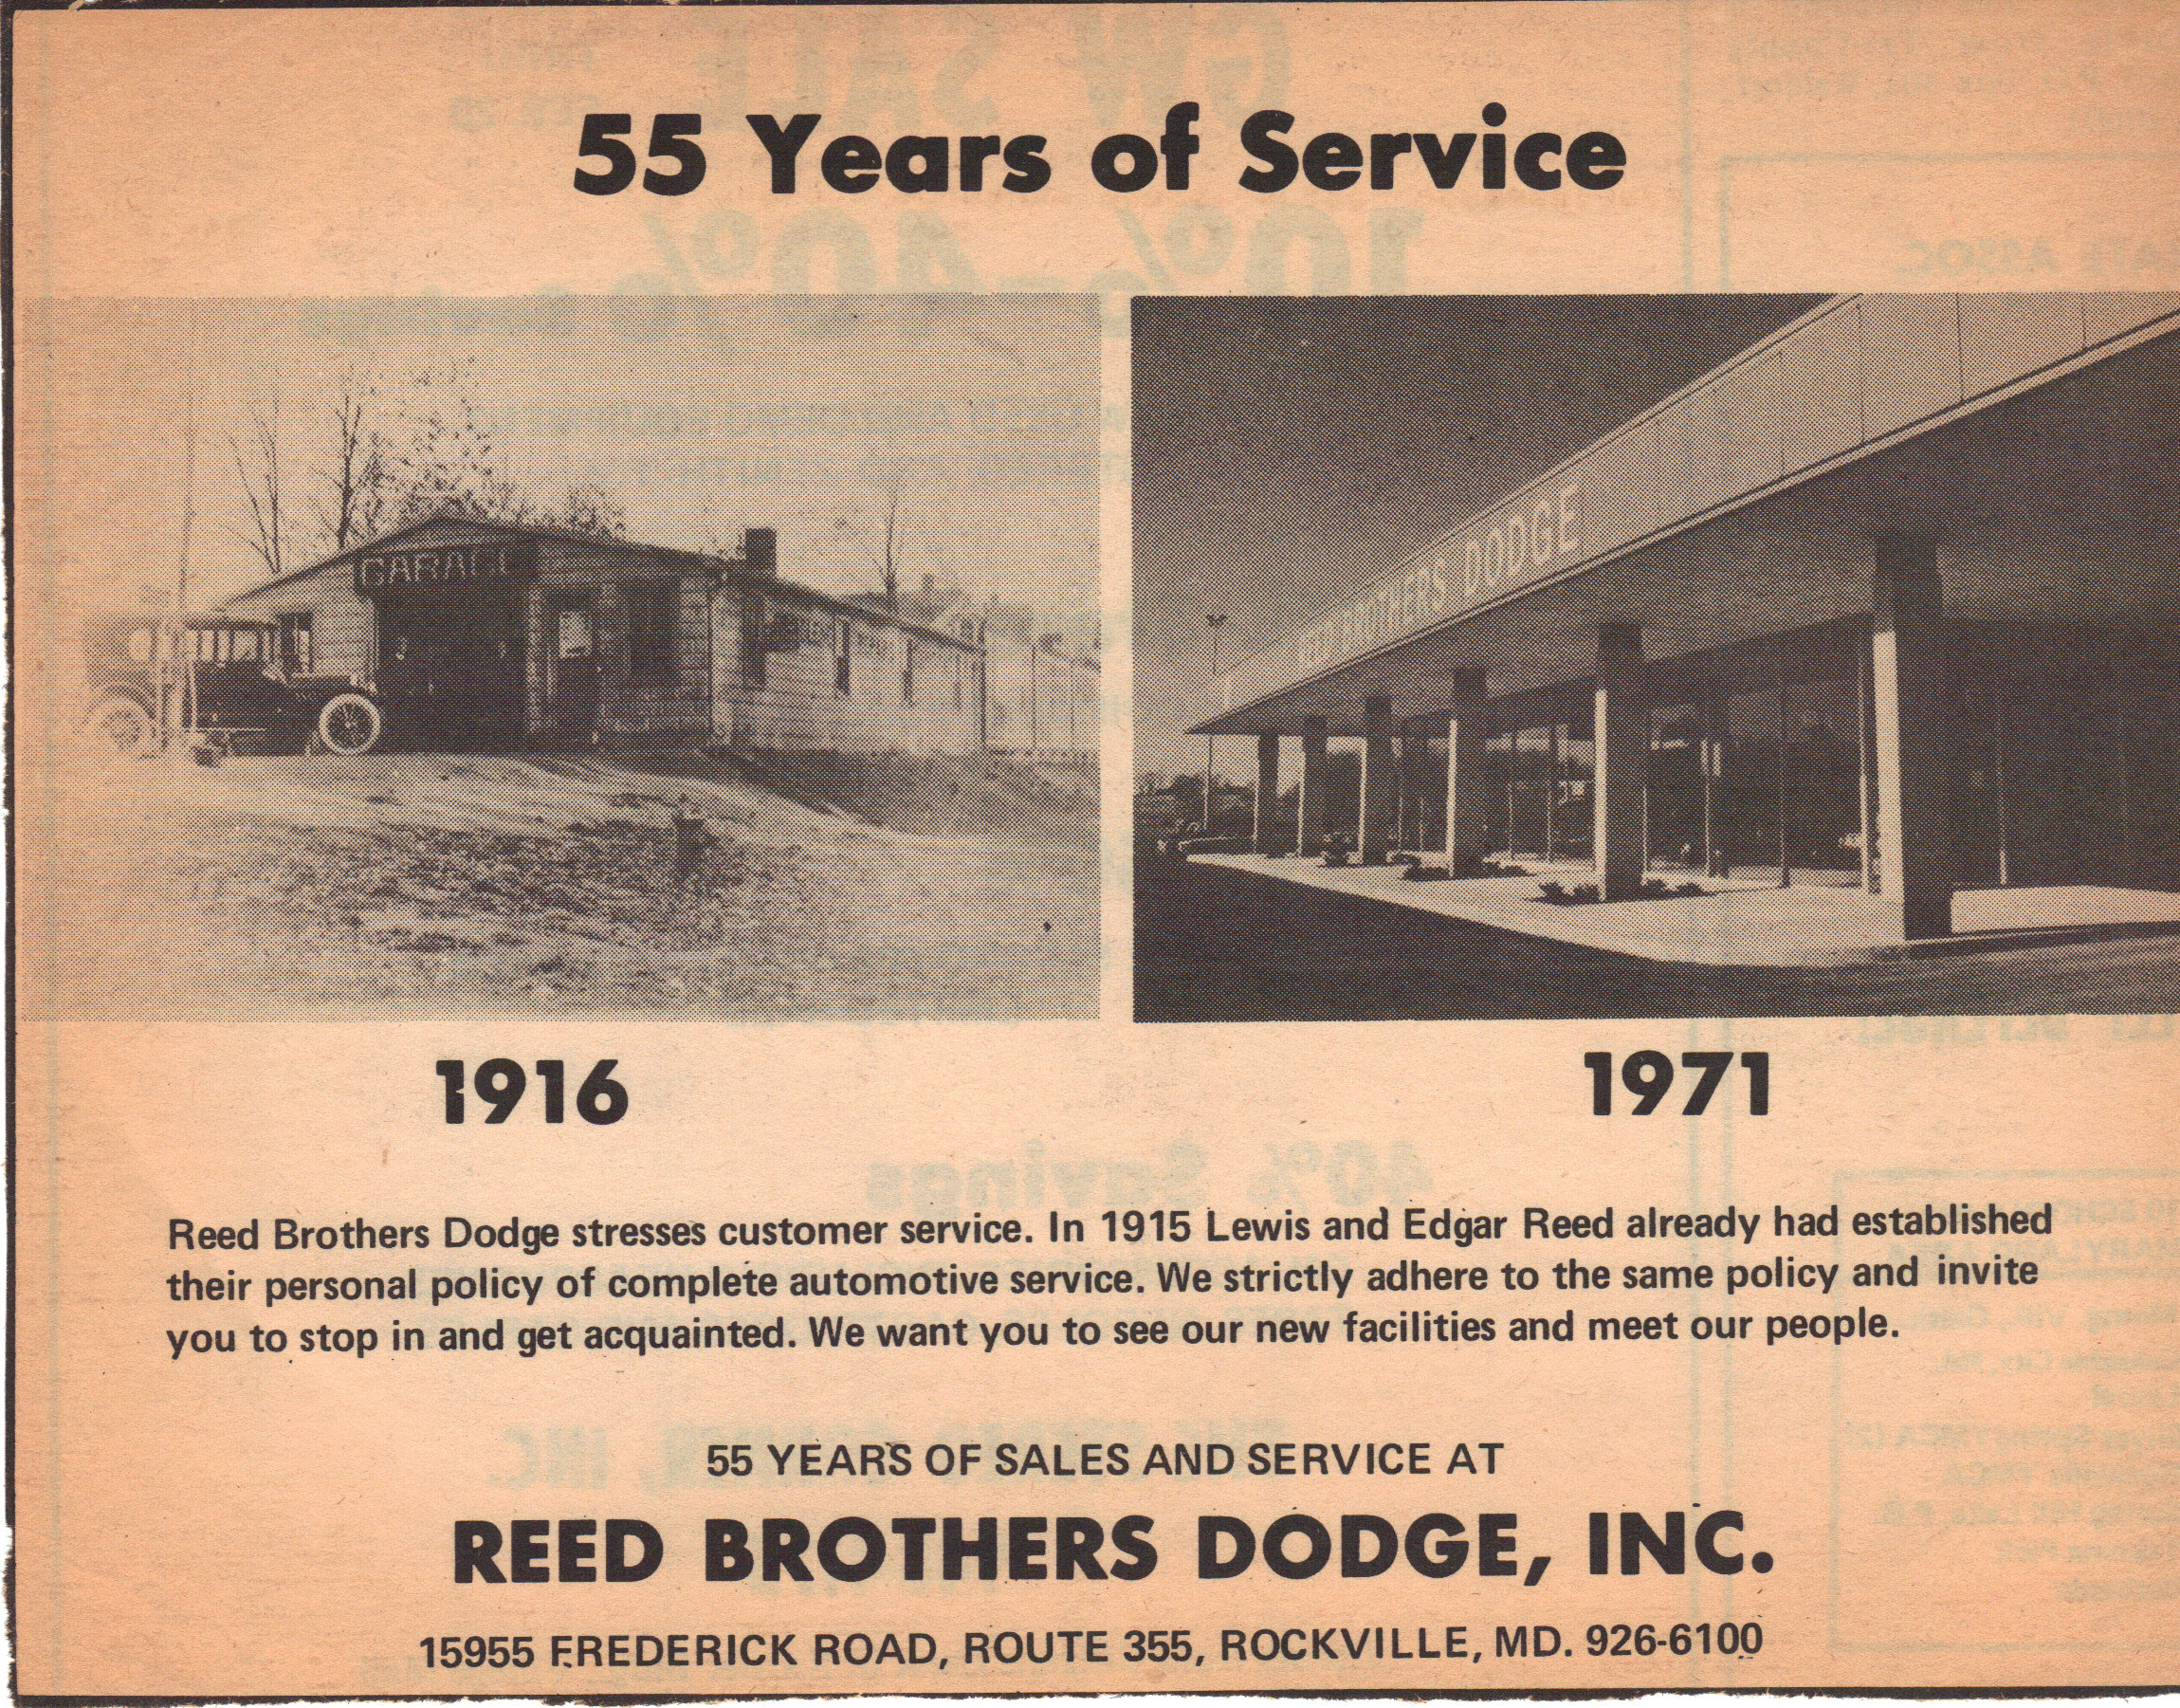 55 Years of Service
GARAGE
REED BROTHERS DODGE
1916
1971
Reed Brothers Dodge stresses customer service. In 1915 Lewis and Edgar Reed already had established
their personal policy of complete automotive service. We strictly adhere to the same policy and invite
you to stop in and get acquainted. We want you to see our new facilities and meet our people.
55 YEARS OF SALES AND SERVICE AT
REED BROTHERS DODGE, INC.
15955 FREDERICK ROAD, ROUTE 355, ROCKVILLE, MD. 926-6100